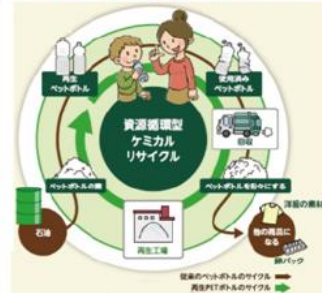 再生
ペットボトル
使用済み
ペットボトル
資源循環型
ケミカル
リサイクル
回収
ペットボトルの素
ペットボトルを粉々にする
石油
再生工場
洋服の素材
他の商品に
なる
卵パック
従来のペットボトルのサイクル
再生PETボトルのサイクル